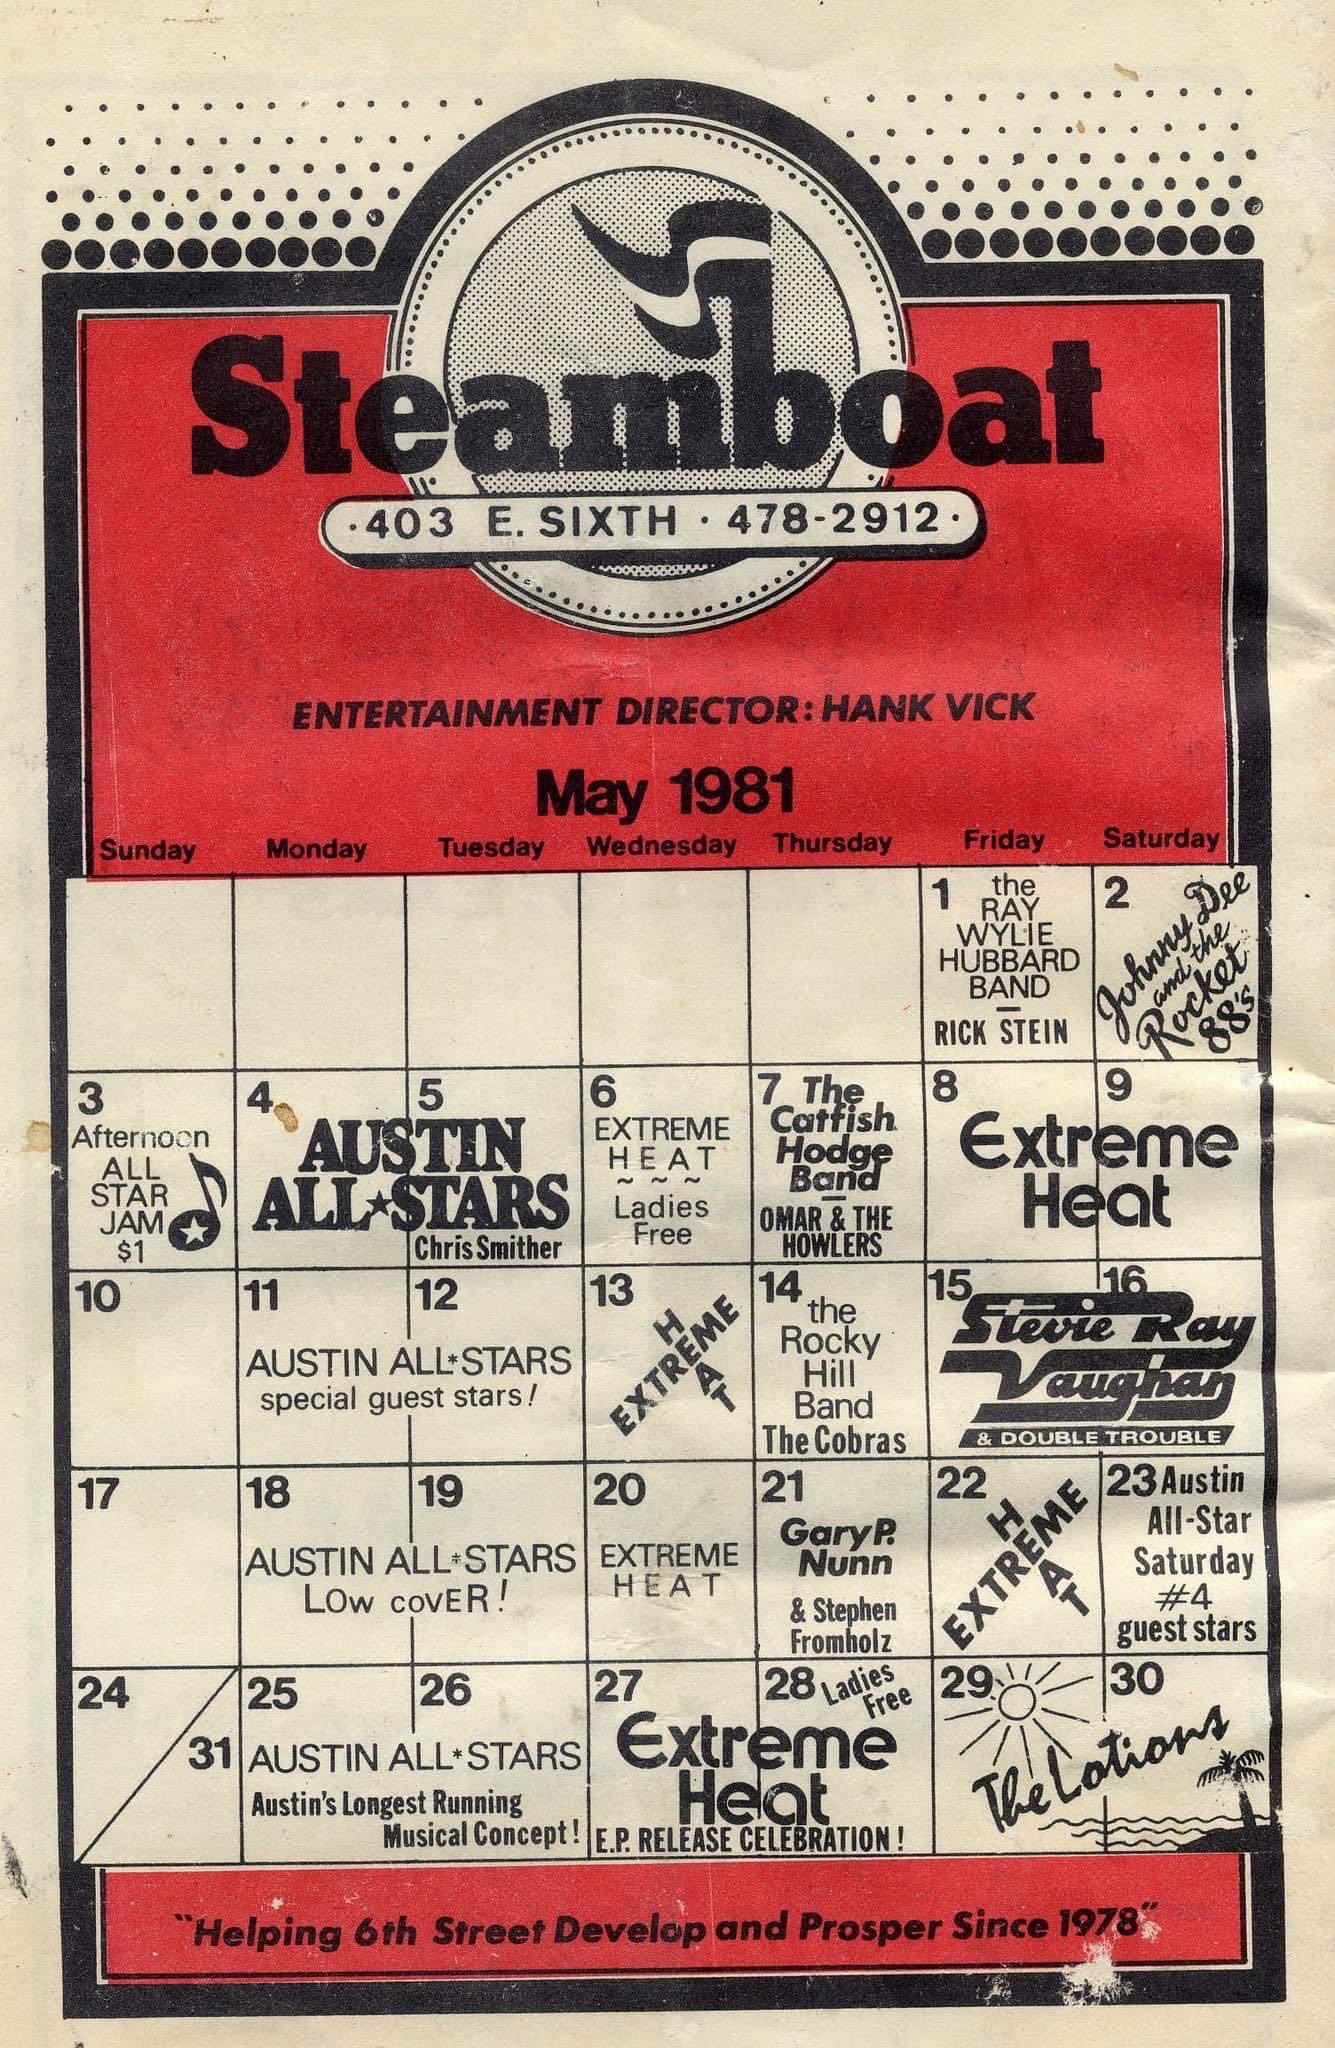 Steamboat
·403 E. SIXTH · 478-2912·
ENTERTAINMENT DIRECTOR: HANK VICK
May 1981
Sunday Monday Tuesday Wednesday Thursday Friday Saturday
1 the
RAY
WYLIE
HUBBARD
BAND
—
RICK STEIN
2
Johnny Dee
and the
Rocket
88's
3
Afternoon
ALL
STAR
JAM
$1
4 5
AUSTIN
ALL★STARS
Chris Smither
6
EXTREME
HEAT
~ ~ ~
Ladies
Free
7 The
Catfish
Hodge
Band
—
OMAR & THE
HOWLERS
8 9
Extreme
Heat
10
11 12
AUSTIN ALL*STARS
special guest stars!
13
EXTREME
HEAT
14
the
Rocky
Hill
Band
The Cobras
15 16
Stevie Ray
Vaughan
& DOUBLE TROUBLE
17
18 19
AUSTIN ALL*STARS
LOw covER!
20
EXTREME
HEAT
21
Gary P.
Nunn
& Stephen
Fromholz
22
EXTREME
HEAT
23 Austin
All-Star
Saturday
#4
guest stars
24
31
25 26
AUSTIN ALL*STARS
Austin's Longest Running
Musical Concept!
27 28 Ladies
Free
Extreme
Heat
E.P. RELEASE CELEBRATION!
29 30
The Lotions
"Helping 6th Street Develop and Prosper Since 1978"